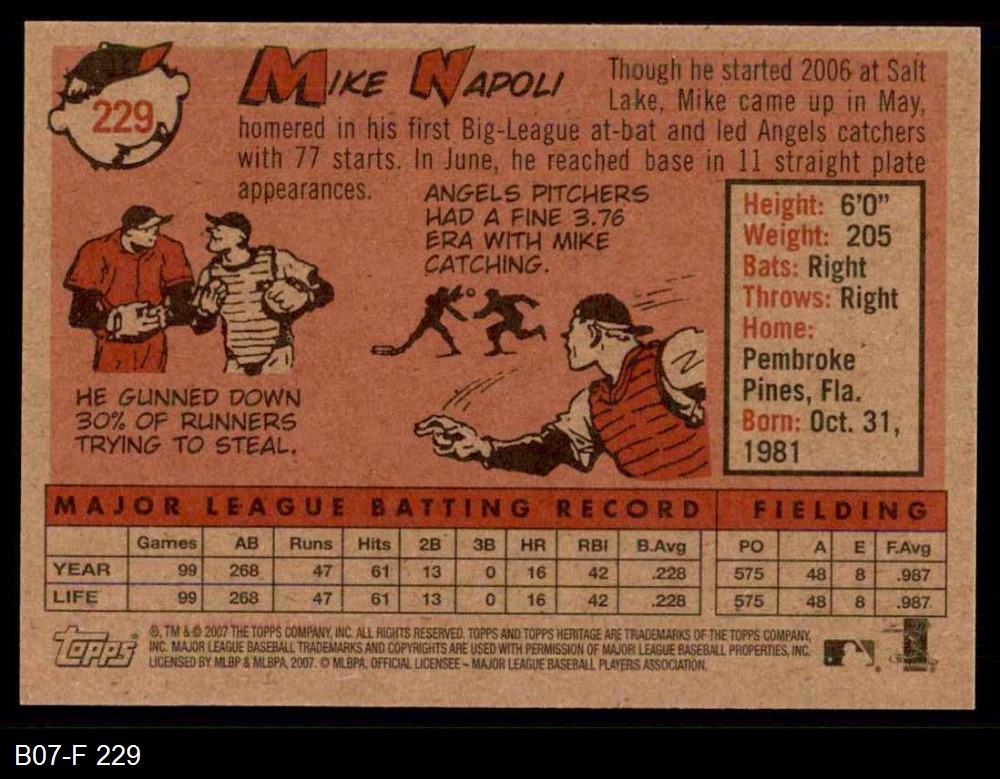 229
MIKE NAPOLI
Though he started 2006 at Salt
Lake, Mike came up in May,
homered in his first Big-League at-bat and led Angels catchers
with 77 starts. In June, he reached base in 11 straight plate
appearances.
ANGELS PITCHERS
HAD A FINE 3.76
ERA WITH MIKE
CATCHING.
HE GUNNED DOWN
30% OF RUNNERS
TRYING TO STEAL.
Height: 6'0"
Weight: 205
Bats: Right
Throws: Right
Home:
Pembroke
Pines, Fla.
Born: Oct. 31,
1981
MAJOR LEAGUE BATTING RECORD FIELDING
Games AB Runs Hits 2B 3B HR RBI B.Avg PO A E F.Avg
YEAR 99 268 47 61 13 0 16 42 .228 575 48 8 .987
LIFE 99 268 47 61 13 0 16 42 .228 575 48 8 .987
topps
®, TM & © 2007 THE TOPPS COMPANY, INC. ALL RIGHTS RESERVED. TOPPS AND TOPPS HERITAGE ARE TRADEMARKS OF THE TOPPS COMPANY,
INC. MAJOR LEAGUE BASEBALL TRADEMARKS AND COPYRIGHTS ARE USED WITH PERMISSION OF MAJOR LEAGUE BASEBALL PROPERTIES, INC.
LICENSED BY MLBP & MLBPA, 2007. © MLBPA. OFFICIAL LICENSEE - MAJOR LEAGUE BASEBALL PLAYERS ASSOCIATION.
B07-F 229